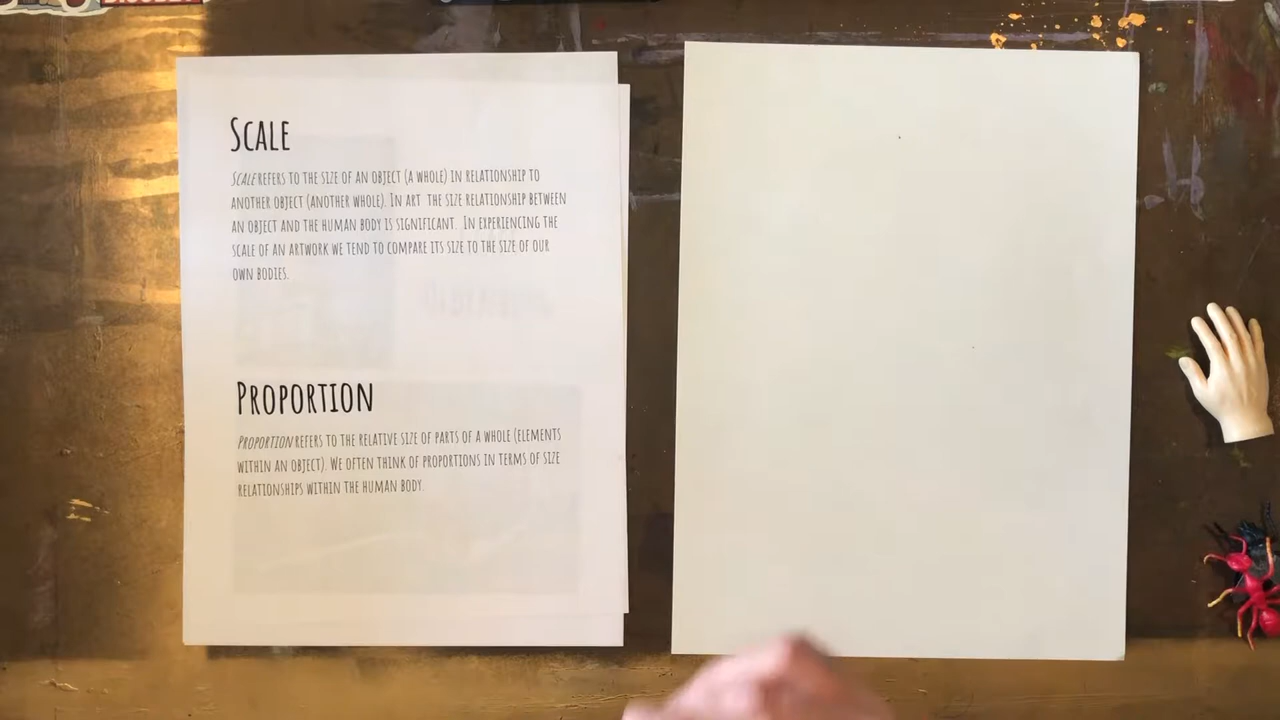 SCALE
SCALE REFERS TO THE SIZE OF AN OBJECT (A WHOLE) IN RELATIONSHIP TO
ANOTHER OBJECT (ANOTHER WHOLE). IN ART THE SIZE RELATIONSHIP BETWEEN
AN OBJECT AND THE HUMAN BODY IS SIGNIFICANT. IN EXPERIENCING THE
SCALE OF AN ARTWORK WE TEND TO COMPARE ITS SIZE TO THE SIZE OF OUR
OWN BODIES.
PROPORTION
PROPORTION REFERS TO THE RELATIVE SIZE OF PARTS OF A WHOLE (ELEMENTS
WITHIN AN OBJECT). WE OFTEN THINK OF PROPORTIONS IN TERMS OF SIZE
RELATIONSHIPS WITHIN THE HUMAN BODY.